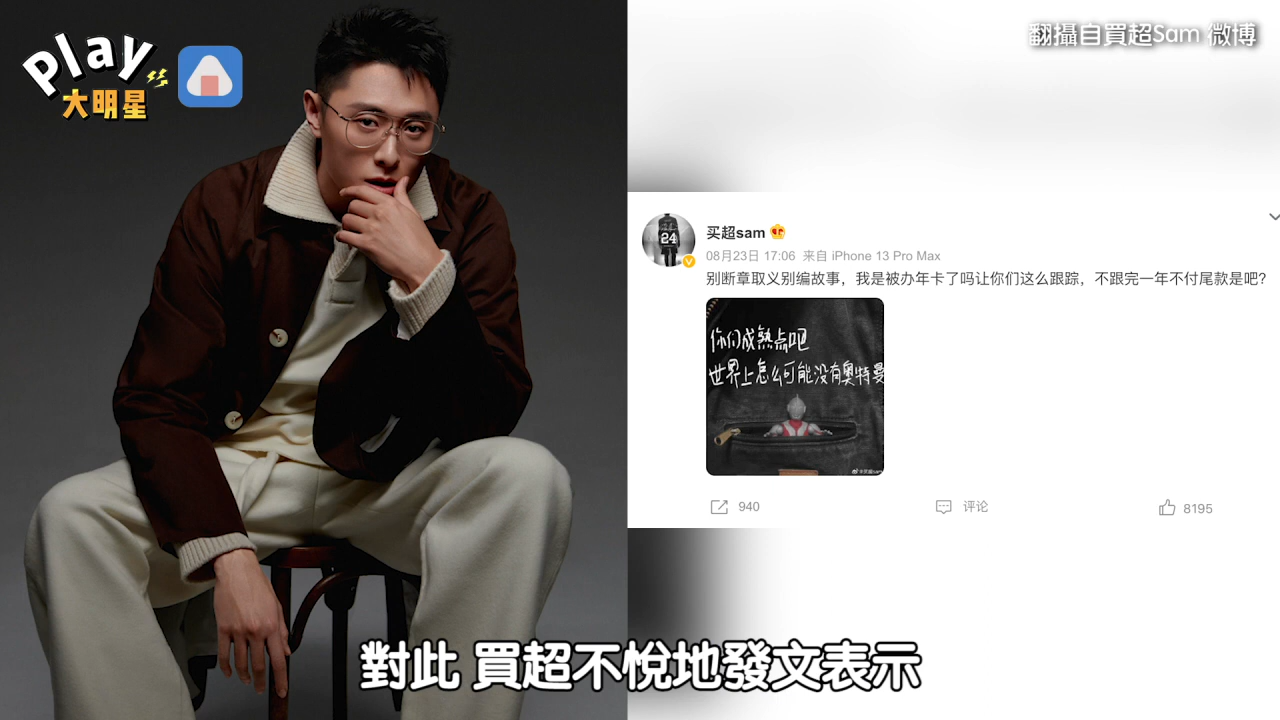 Play
大明星
翻攝自買超Sam 微博
24
买超sam
08月23日 17:06 来自 iPhone 13 Pro Max
别断章取义别编故事，我是被办年卡了吗让你们这么跟踪，不跟完一年不付尾款是吧？
你们成熟点吧
世界上怎么可能没有奥特曼
940
评论
8195
對此 買超不悅地發文表示